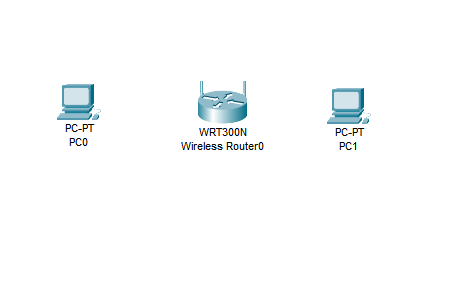 PC-PT
PC0
WRT300N
Wireless Router0
PC-PT
PC1